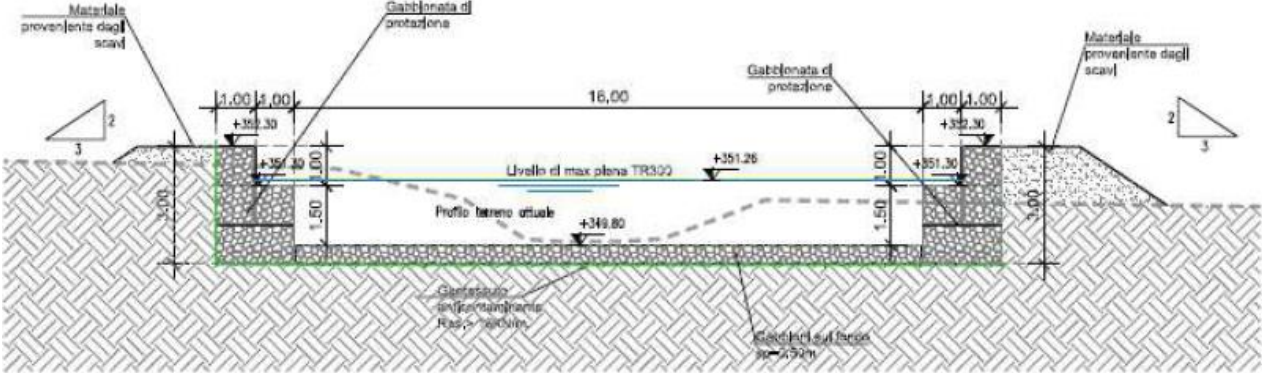 Materiale
proveniente dagli
scavi
Gabbionata di
protezione
Gabbionata di
protezione
Materiale
proveniente dagli
scavi
1.00 1.00
16,00
1.00 1.00
2
3
+352.30
+352.30
2
3
+351.30
1.00
Livello di max piena TR300
+351.26
1.00
+351.30
3.00
1.50
Profilo terreno attuale
+349.80
1.50
3.00
Geotessuto
anticontaminante
Gabbioni sul fondo
sp=0,50m